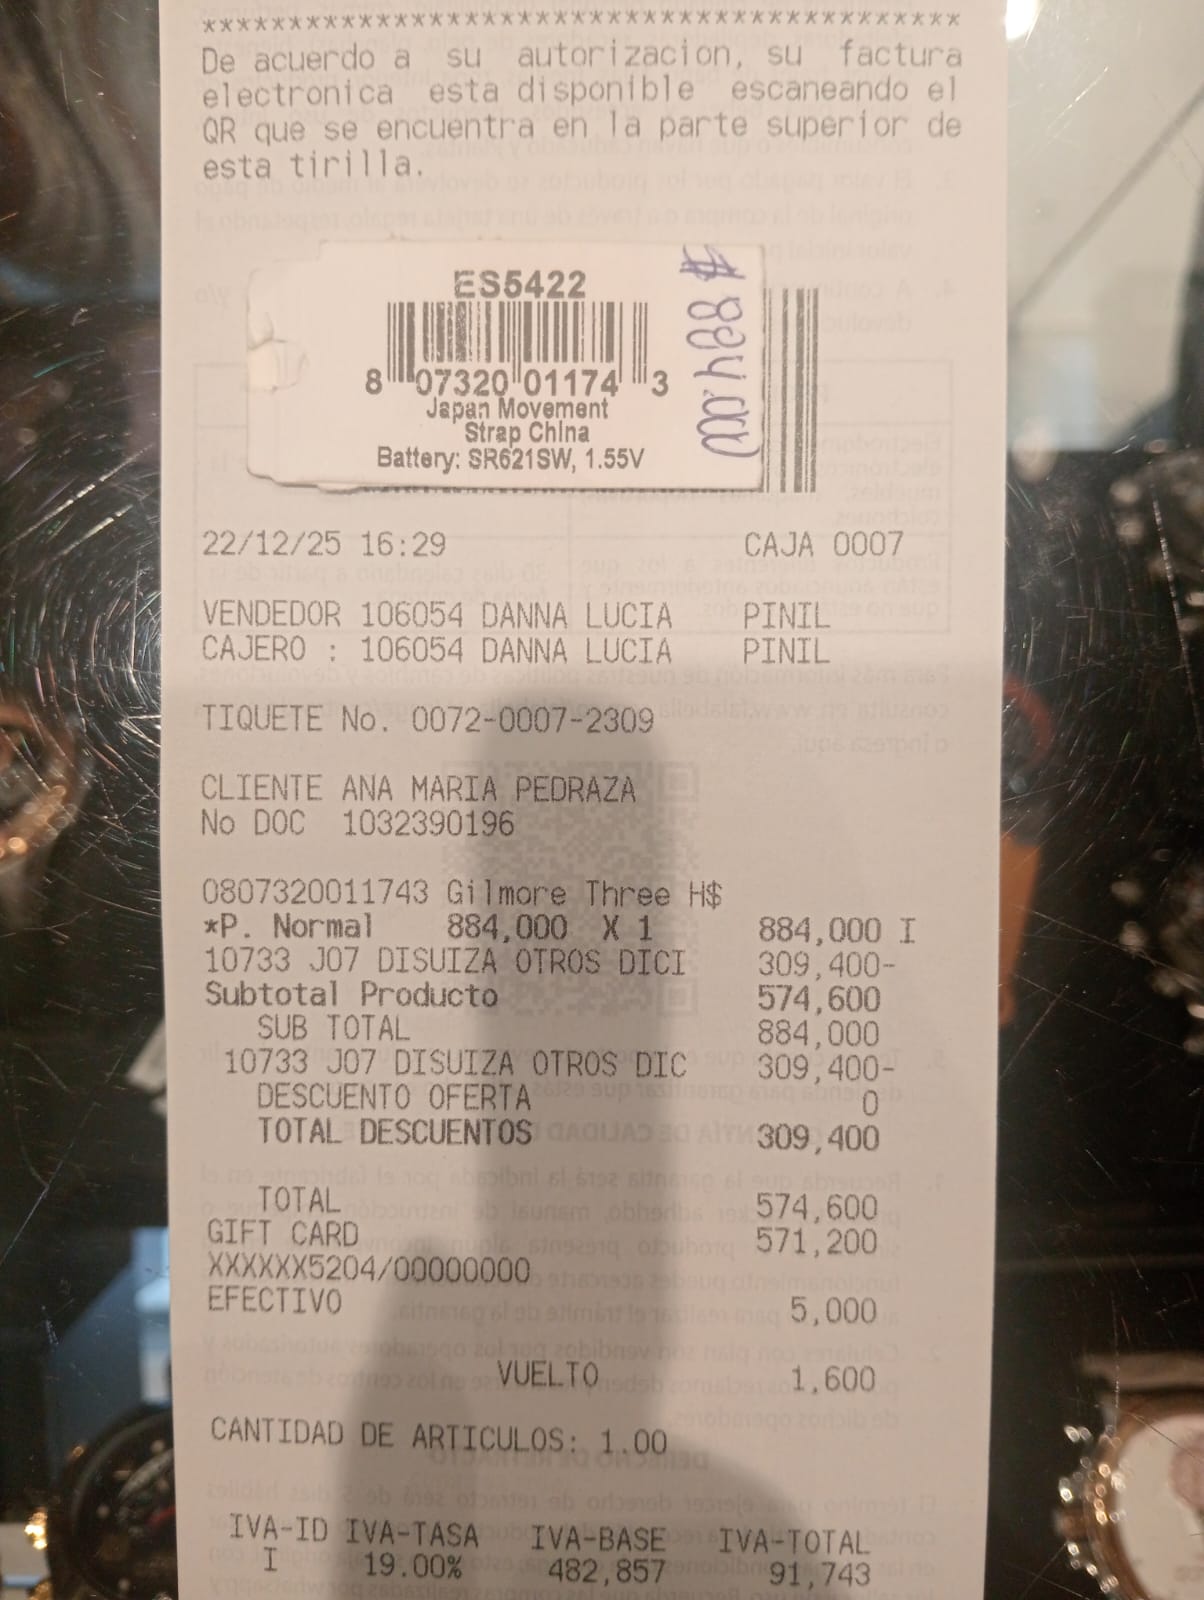 ****************************************
De acuerdo a su autorizacion, su factura
electronica esta disponible escaneando el
QR que se encuentra en la parte superior de
esta tirilla.
ES5422
8 07320 01174 3
Japan Movement
Strap China
Battery: SR621SW, 1.55V
$884.000
22/12/25 16:29 CAJA 0007
VENDEDOR 106054 DANNA LUCIA PINIL
CAJERO : 106054 DANNA LUCIA PINIL
TIQUETE No. 0072-0007-2309
CLIENTE ANA MARIA PEDRAZA
No DOC 1032390196
0807320011743 Gilmore Three H$
*P. Normal 884,000 X 1 884,000 I
10733 J07 DISUIZA OTROS DICI 309,400-
Subtotal Producto 574,600
SUB TOTAL 884,000
10733 J07 DISUIZA OTROS DIC 309,400-
DESCUENTO OFERTA 0
TOTAL DESCUENTOS 309,400
TOTAL 574,600
GIFT CARD 571,200
XXXXXX5204/00000000
EFECTIVO 5,000
VUELTO 1,600
CANTIDAD DE ARTICULOS: 1.00
IVA-ID IVA-TASA IVA-BASE IVA-TOTAL
I 19.00% 482,857 91,743